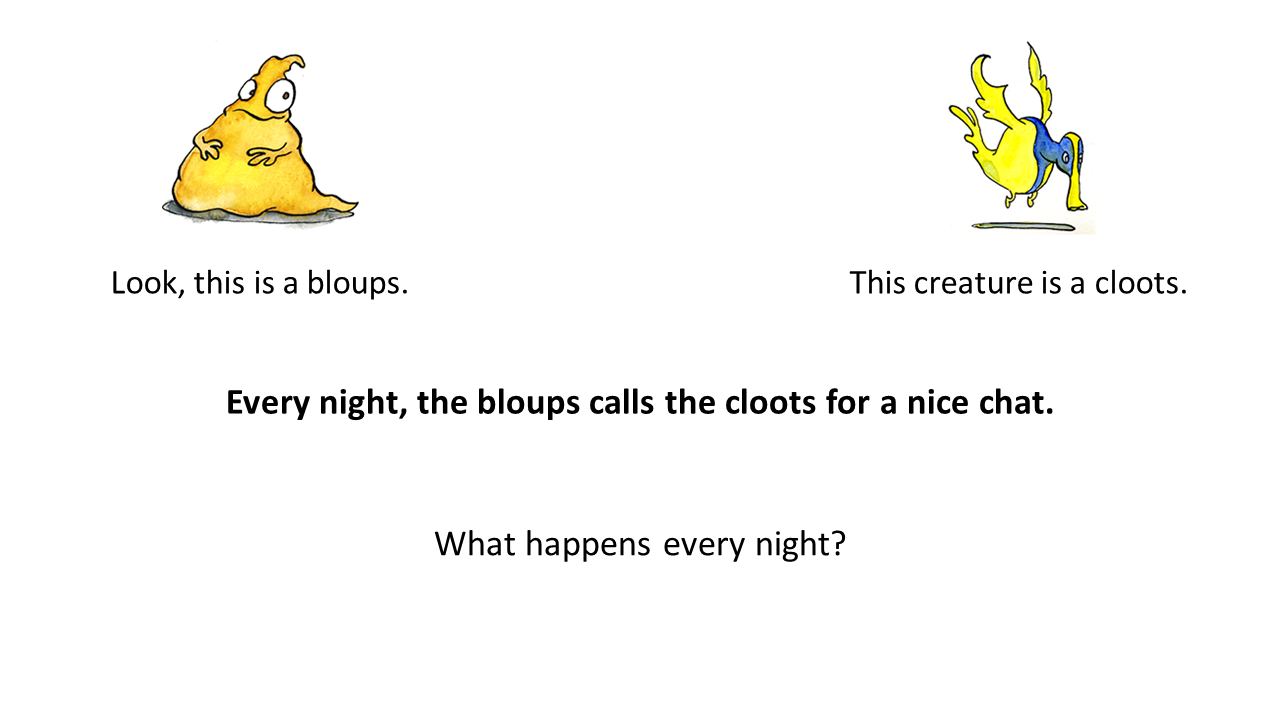 Look, this is a bloups.
This creature is a cloots.
Every night, the bloups calls the cloots for a nice chat.
What happens every night?